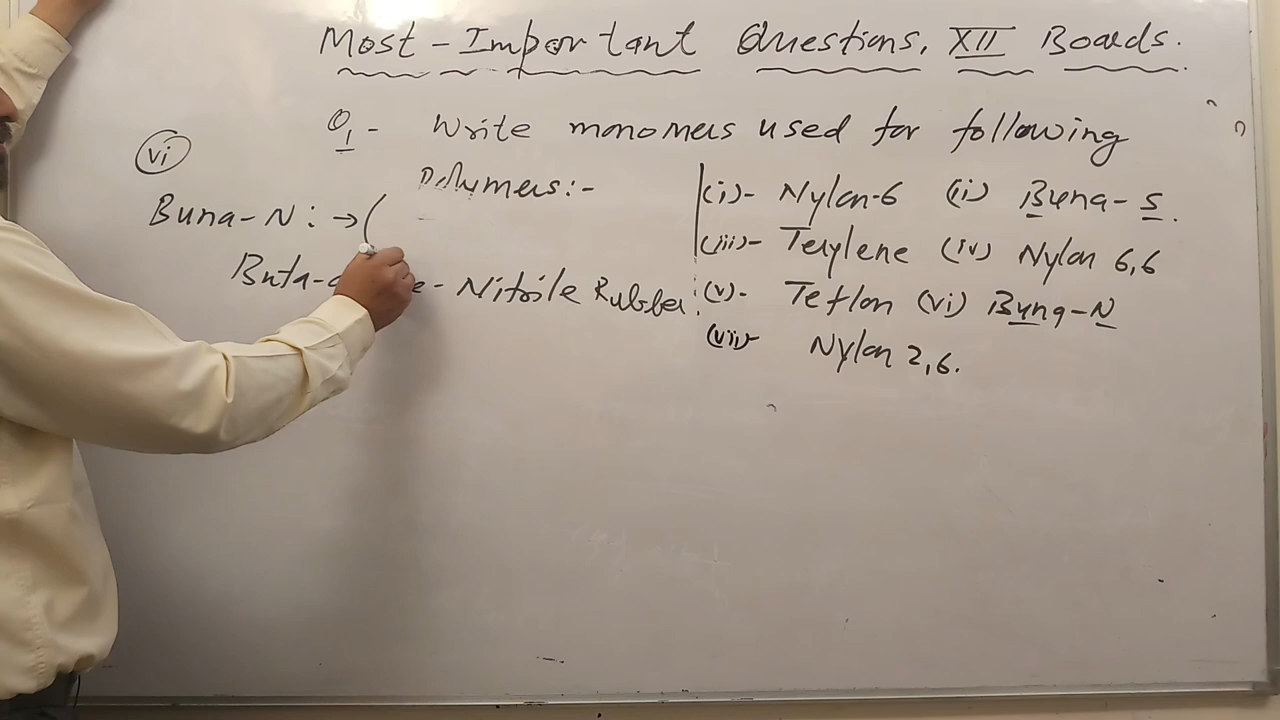 Most-Important Questions, XII Boards.
Q1- Write monomers used for following
Polymers:-
(i)- Nylon-6 (ii) Buna-S.
(iii)- Terylene (iv) Nylon 6,6
(v)- Teflon (vi) Buna-N
(vii)- Nylon 2,6.
(vi)
Buna-N: → (
Nitrile Rubber: